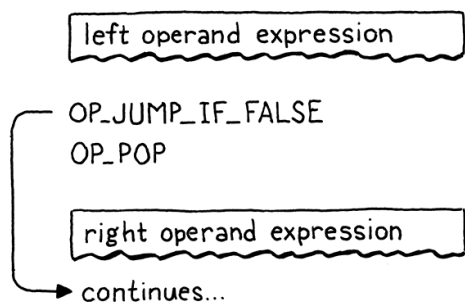 left operand expression
OP_JUMP_IF_FALSE
OP_POP
right operand expression
continues...